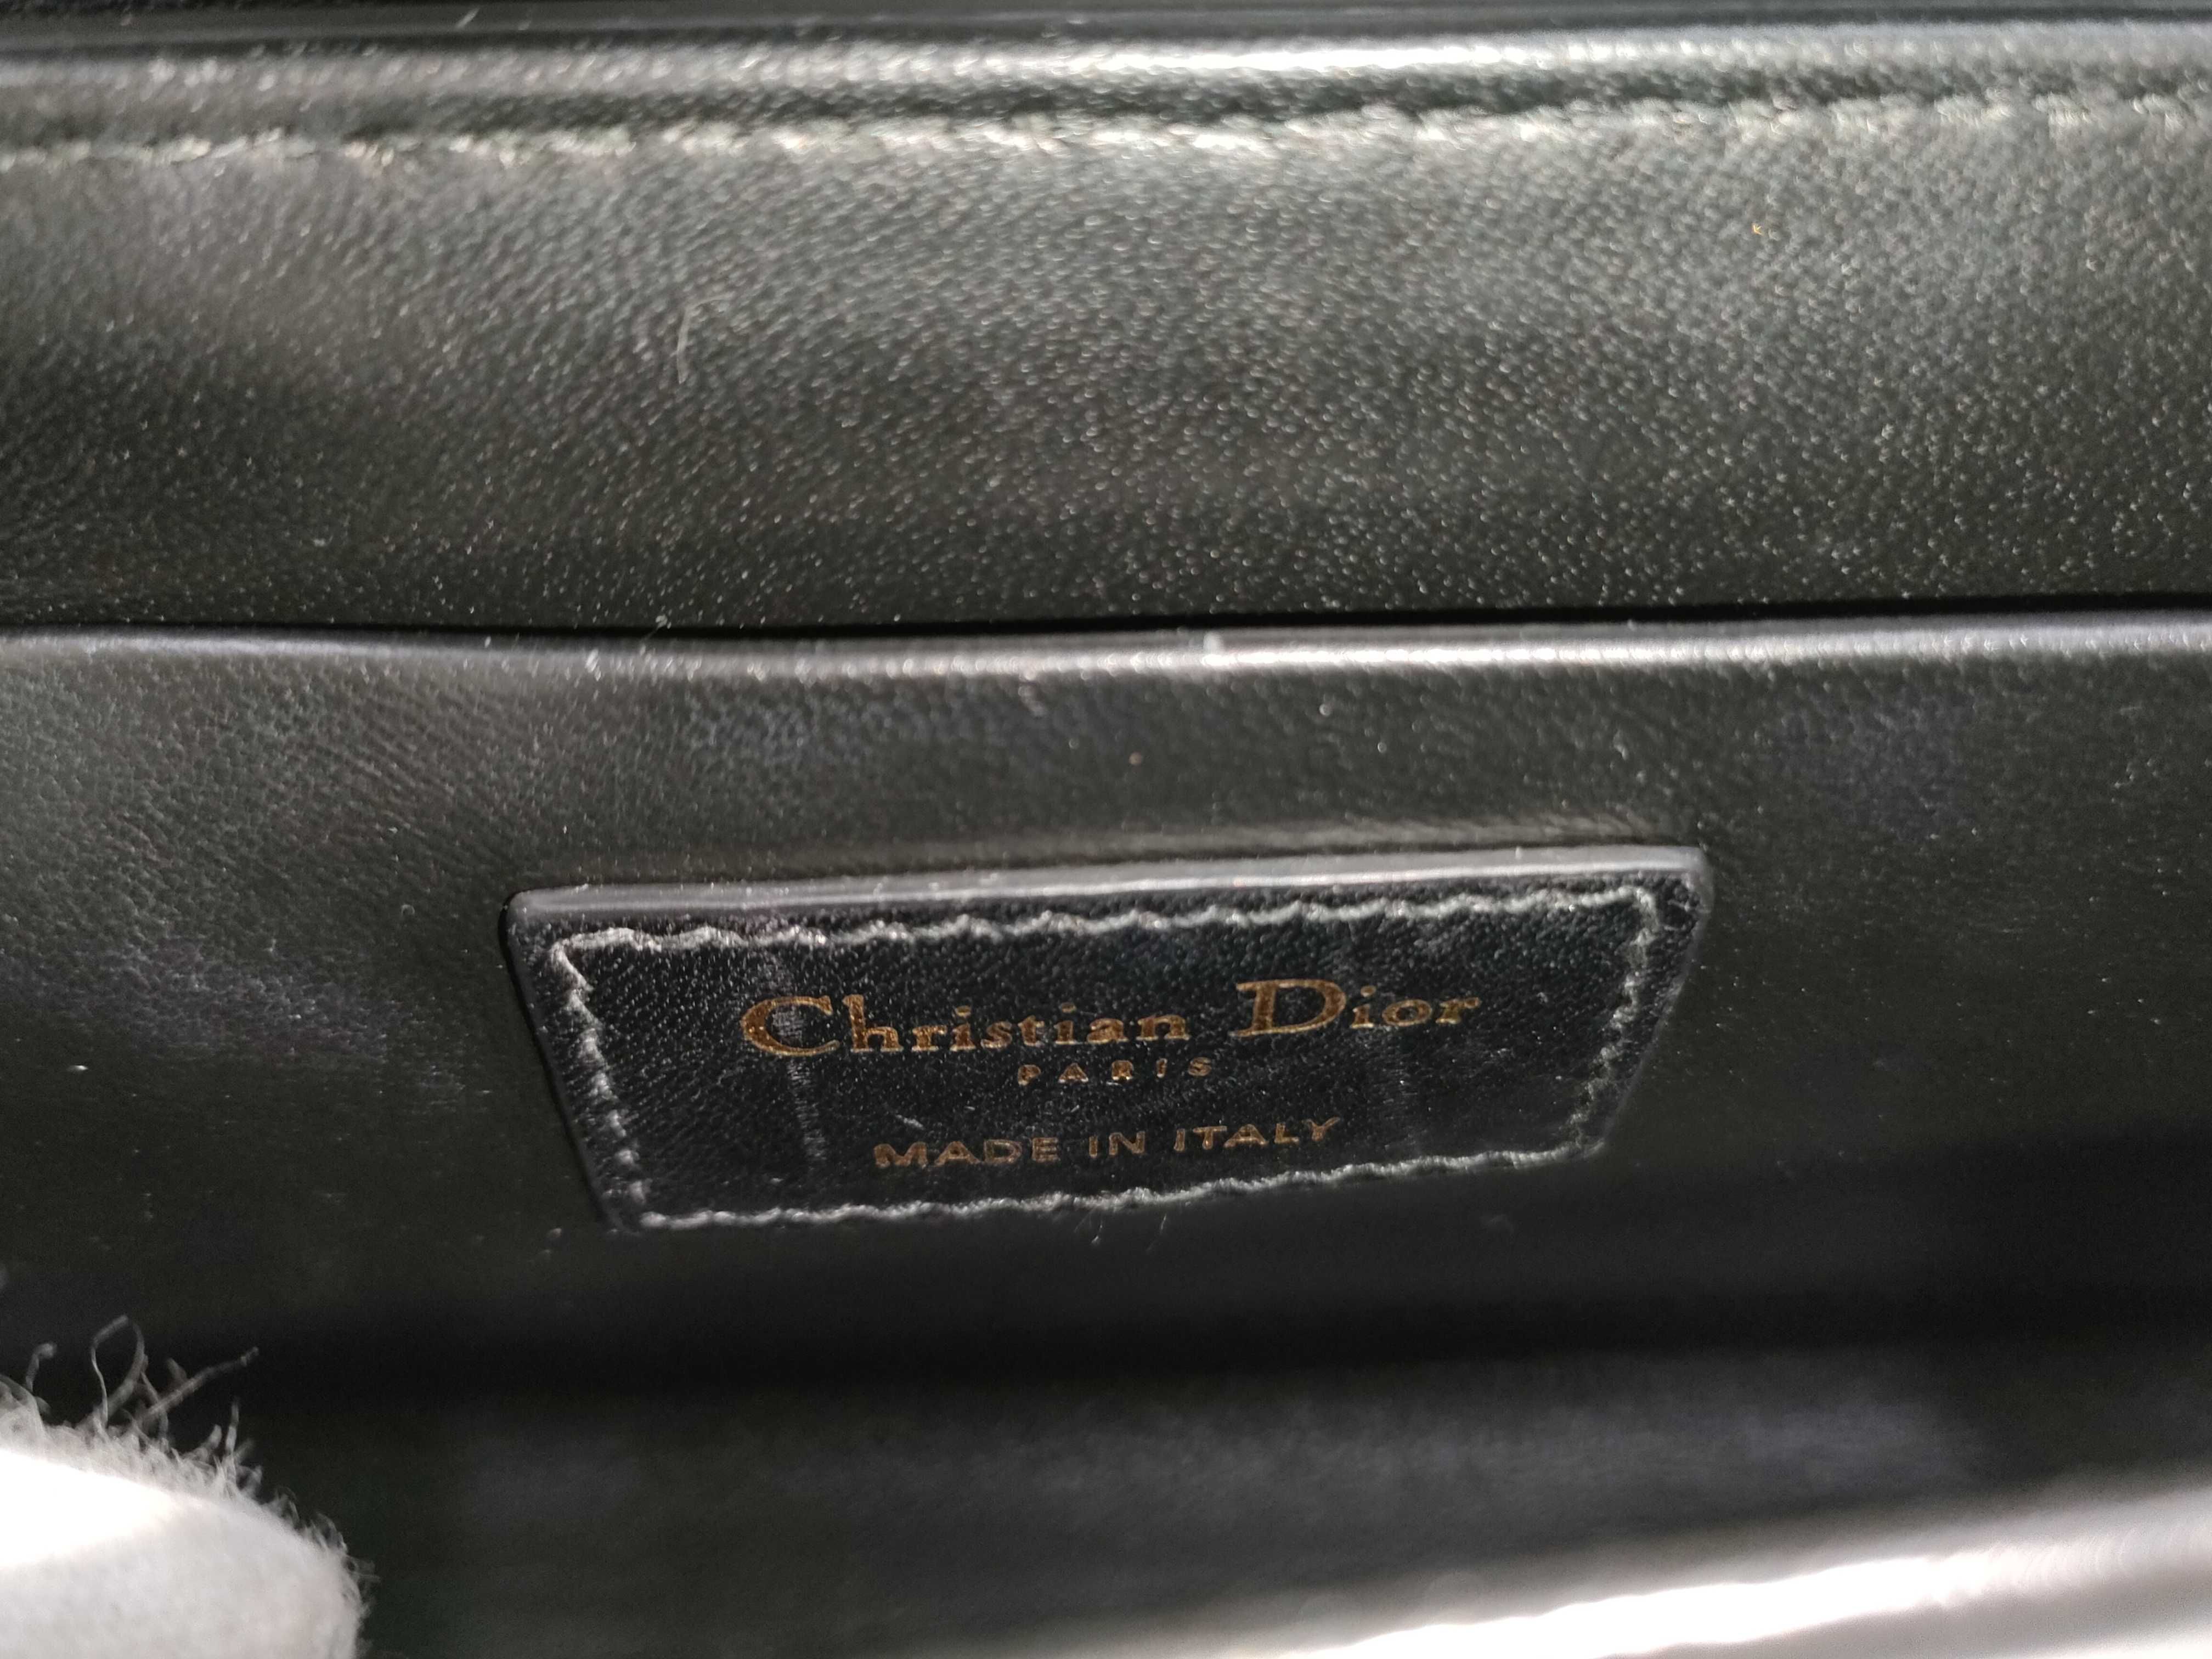 Christian Dior
PARIS
MADE IN ITALY